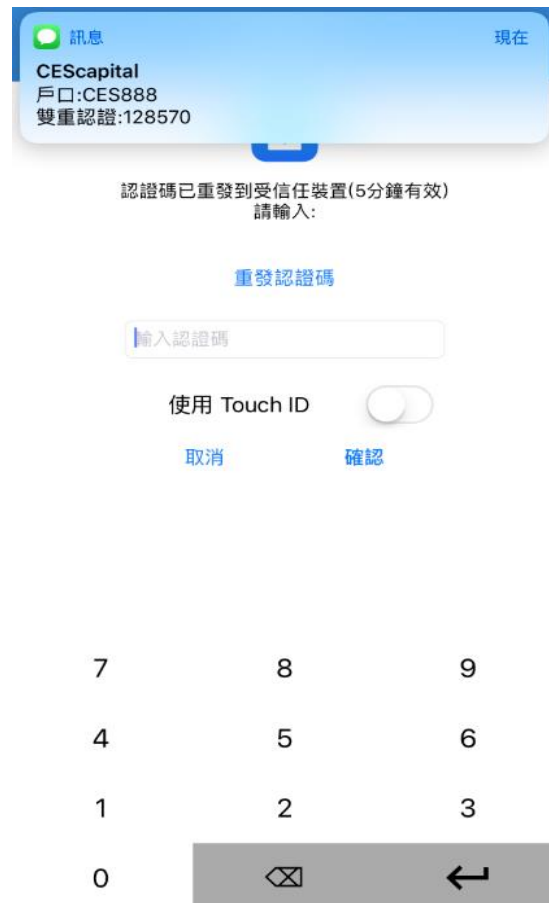 訊息 現在
CEScapital
戶口:CES888
雙重認證:128570
認證碼已重發到受信任裝置(5分鐘有效)
請輸入:
重發認證碼
輸入認證碼
使用 Touch ID
取消 確認
7 8 9
4 5 6
1 2 3
0